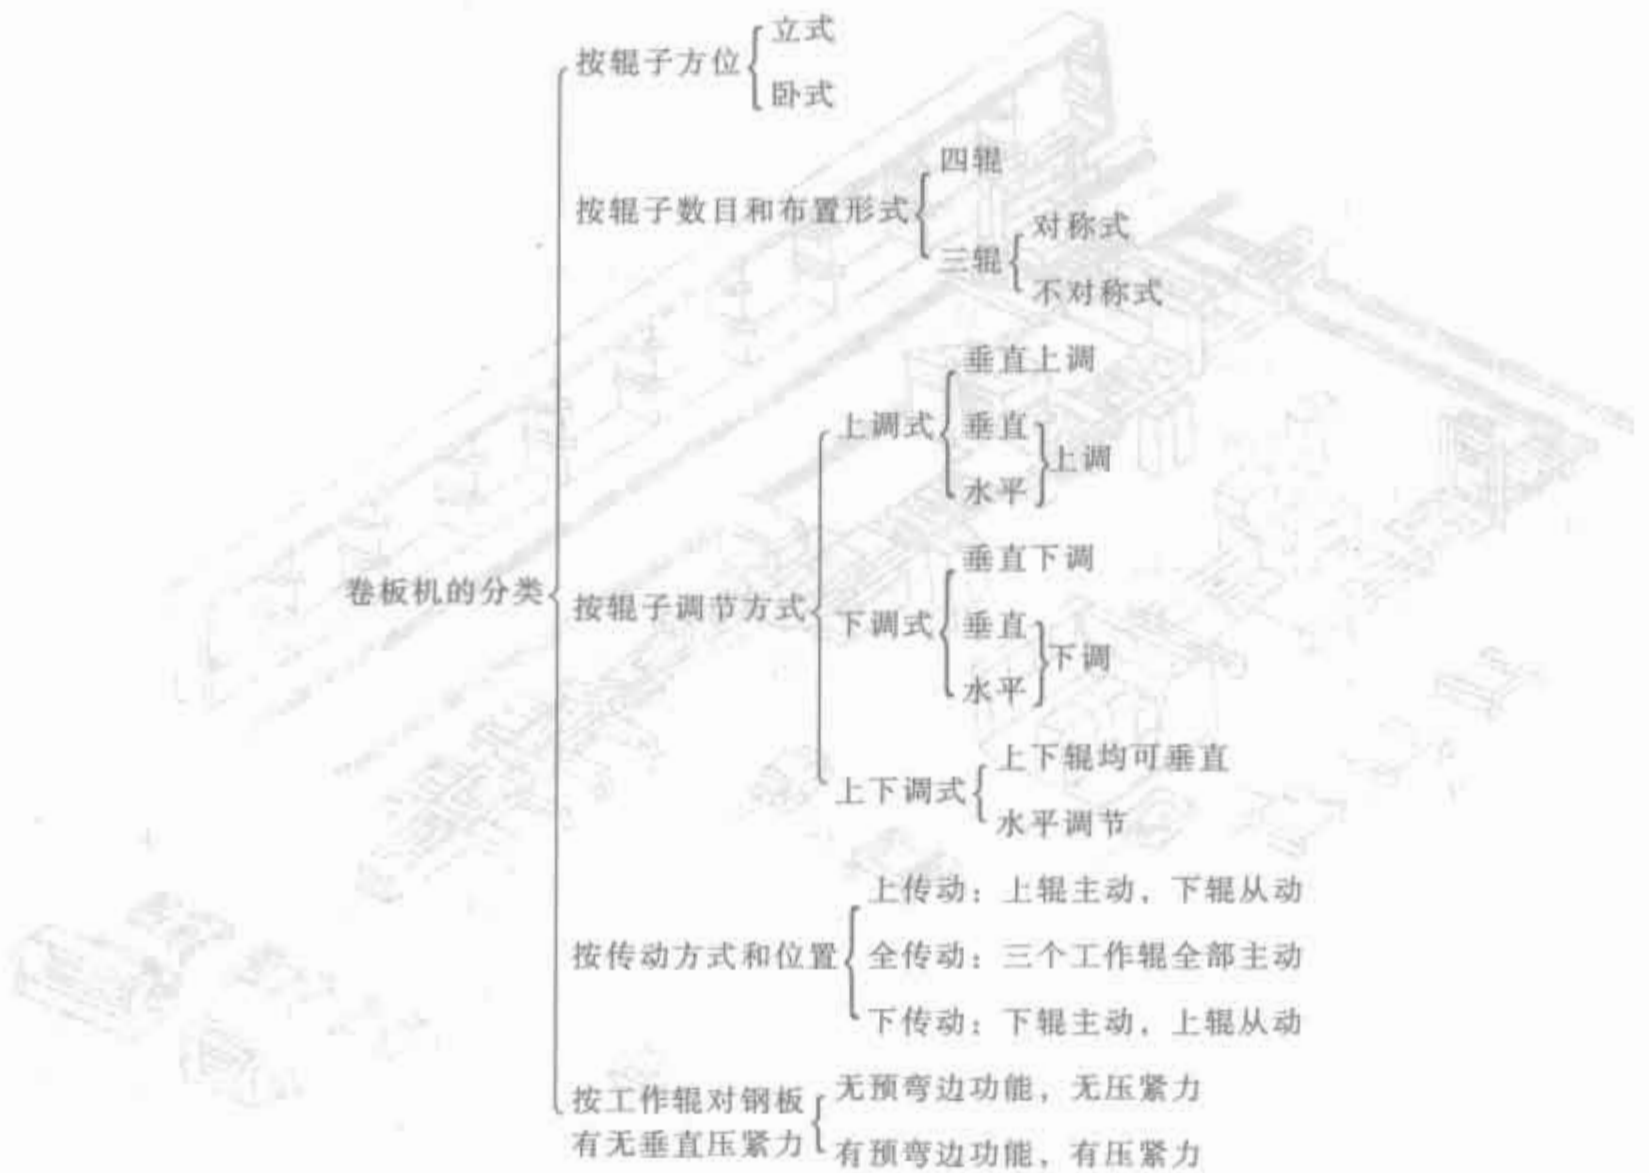 卷板机的分类
按辊子方位
立式
卧式
按辊子数目和布置形式
四辊
三辊
对称式
不对称式
按辊子调节方式
上调式
垂直上调
垂直
水平
上调
下调式
垂直下调
垂直
水平
下调
上下调式
上下辊均可垂直
水平调节
按传动方式和位置
上传动：上辊主动，下辊从动
全传动：三个工作辊全部主动
下传动：下辊主动，上辊从动
按工作辊对钢板
有无垂直压紧力
无预弯边功能，无压紧力
有预弯边功能，有压紧力